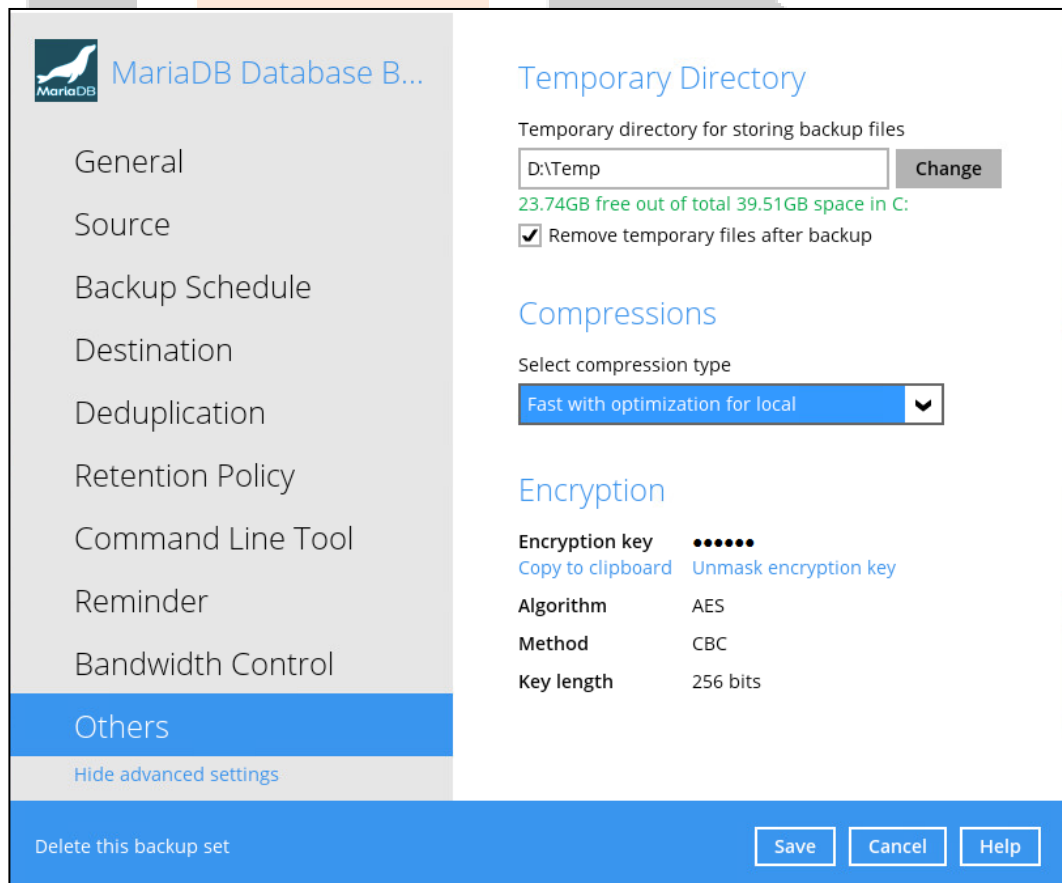 MariaDB
MariaDB Database B...
General
Source
Backup Schedule
Destination
Deduplication
Retention Policy
Command Line Tool
Reminder
Bandwidth Control
Others
Hide advanced settings
Temporary Directory
Temporary directory for storing backup files
D:\Temp
Change
23.74GB free out of total 39.51GB space in C:
Remove temporary files after backup
Compressions
Select compression type
Fast with optimization for local
Encryption
Encryption key ••••••
Copy to clipboard Unmask encryption key
Algorithm AES
Method CBC
Key length 256 bits
Delete this backup set
Save Cancel Help